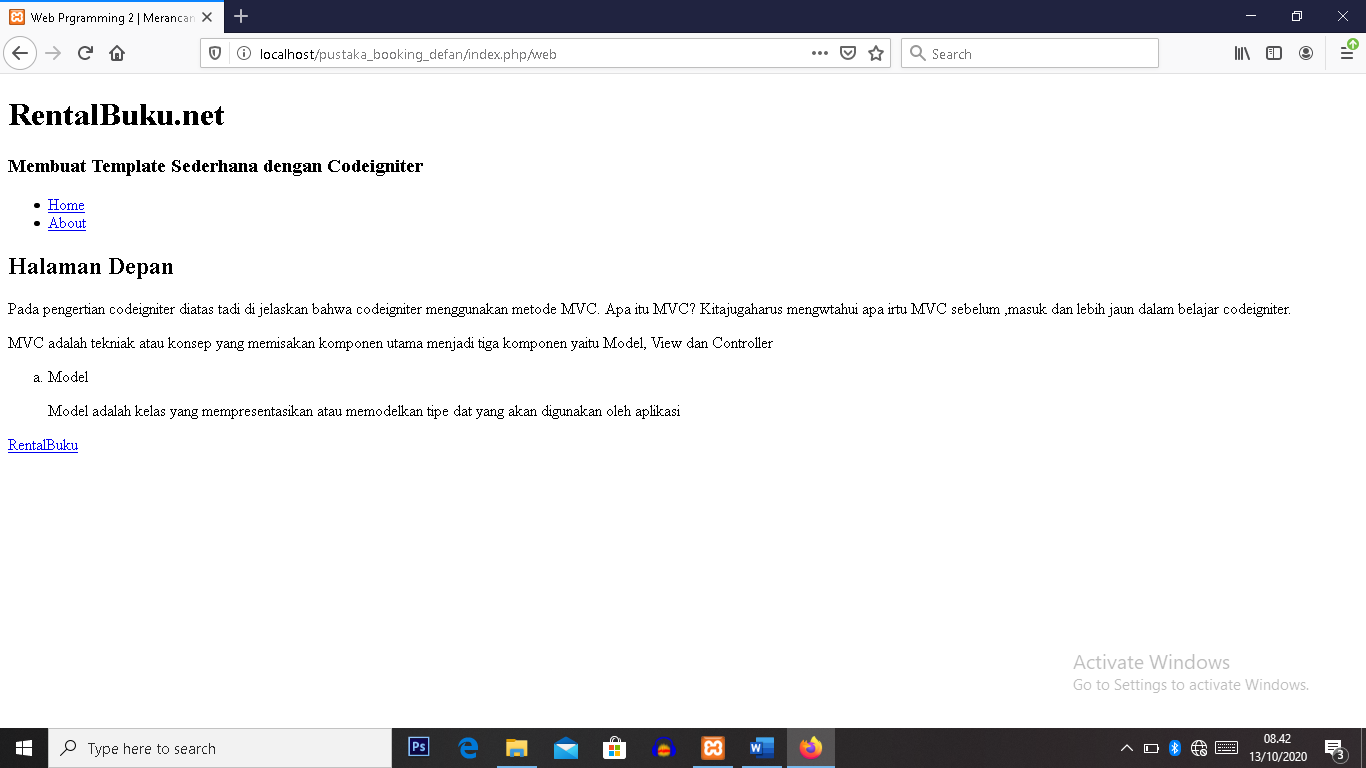 Web Prgramming 2 | Merancan
localhost/pustaka_booking_defan/index.php/web
Search
RentalBuku.net
Membuat Template Sederhana dengan Codeigniter
Home
About
Halaman Depan
Pada pengertian codeigniter diatas tadi di jelaskan bahwa codeigniter menggunakan metode MVC. Apa itu MVC? Kitajugaharus mengwtahui apa irtu MVC sebelum ,masuk dan lebih jaun dalam belajar codeigniter.
MVC adalah tekniak atau konsep yang memisakan komponen utama menjadi tiga komponen yaitu Model, View dan Controller
a. Model
Model adalah kelas yang mempresentasikan atau memodelkan tipe dat yang akan digunakan oleh aplikasi
RentalBuku
Activate Windows
Go to Settings to activate Windows.
Type here to search
Ps
08.42
13/10/2020
3